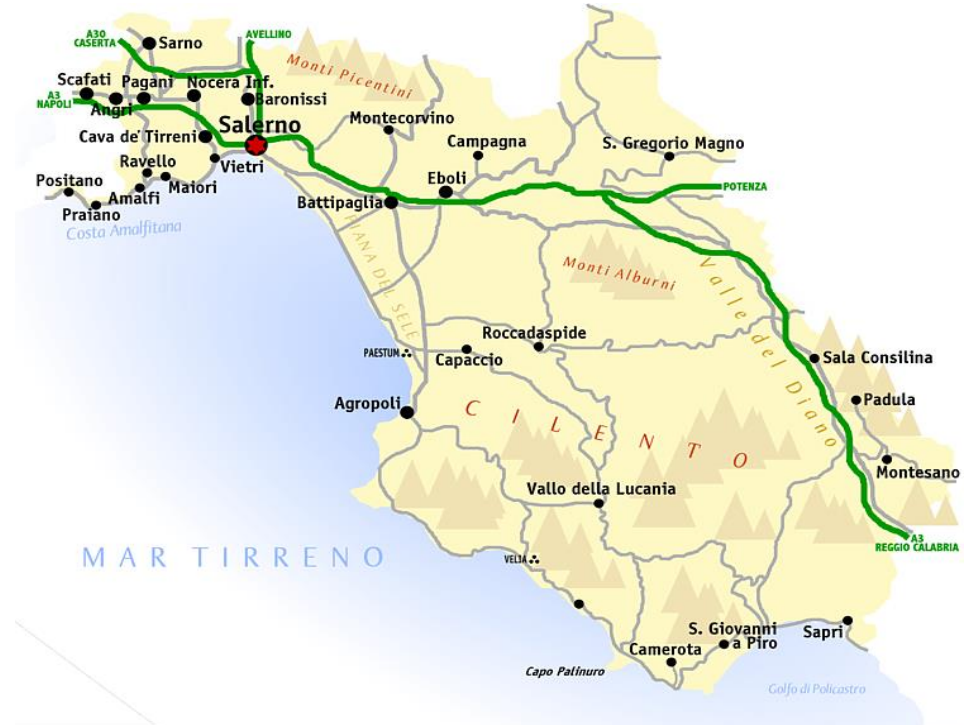 A30
CASERTA
Sarno
AVELLINO
Monti Picentini
Scafati
Pagani
Nocera Inf.
A3
NAPOLI
Angri
Baronissi
Salerno
Montecorvino
Cava de' Tirreni
Campagna
S. Gregorio Magno
Ravello
Vietri
Positano
Amalfi
Maiori
Eboli
POTENZA
Praiano
Battipaglia
Costa Amalfitana
PIANA DEL SELE
Monti Alburni
Valle del Diano
Roccadaspide
PAESTUM
Capaccio
Sala Consilina
Agropoli
CILENTO
Padula
Montesano
Vallo della Lucania
MAR TIRRENO
VELIA
A3
REGGIO CALABRIA
S. Giovanni
a Piro
Sapri
Camerota
Capo Palinuro
Golfo di Policastro